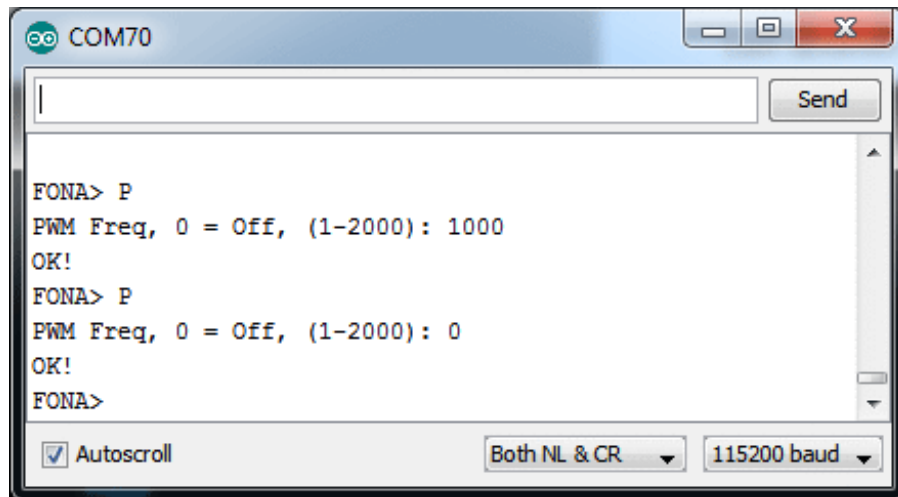 COM70
Send
FONA> P
PWM Freq, 0 = Off, (1-2000): 1000
OK!
FONA> P
PWM Freq, 0 = Off, (1-2000): 0
OK!
FONA>
Autoscroll Both NL & CR 115200 baud